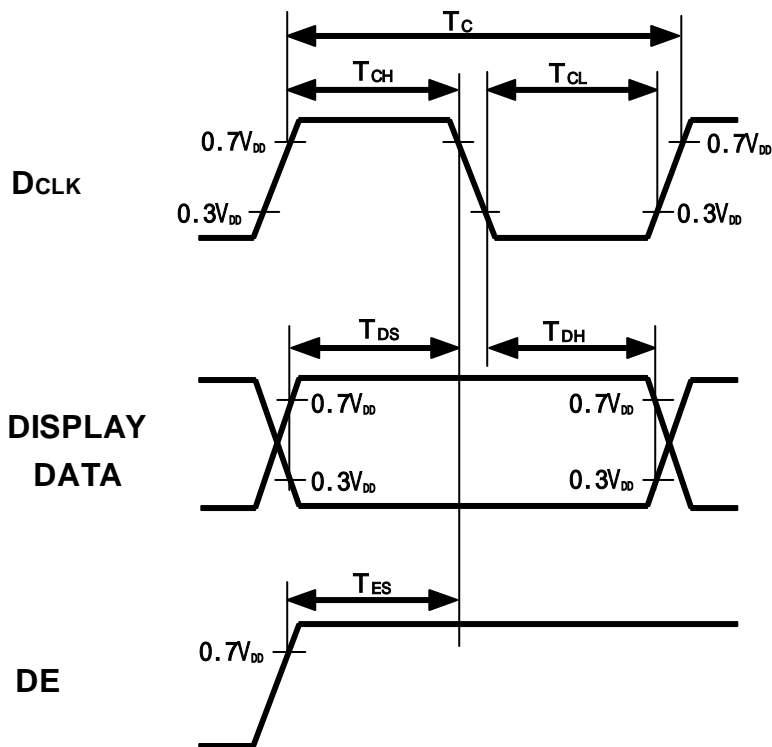 TC
TCH
TCL
0.7VDD
0.7VDD
DCLK
0.3VDD
0.3VDD
TDS
TDH
0.7VDD
0.7VDD
DISPLAY
DATA
0.3VDD
0.3VDD
TES
0.7VDD
DE